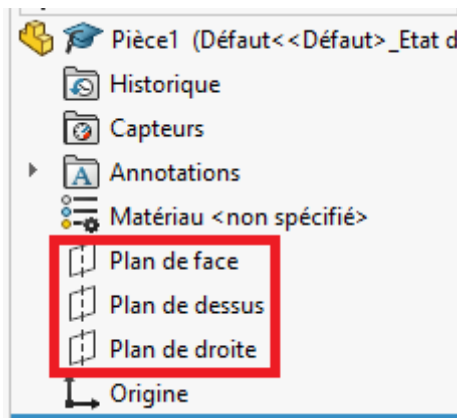 Pièce1 (Défaut<<Défaut>_Etat d
Historique
Capteurs
Annotations
Matériau <non spécifié>
Plan de face
Plan de dessus
Plan de droite
Origine